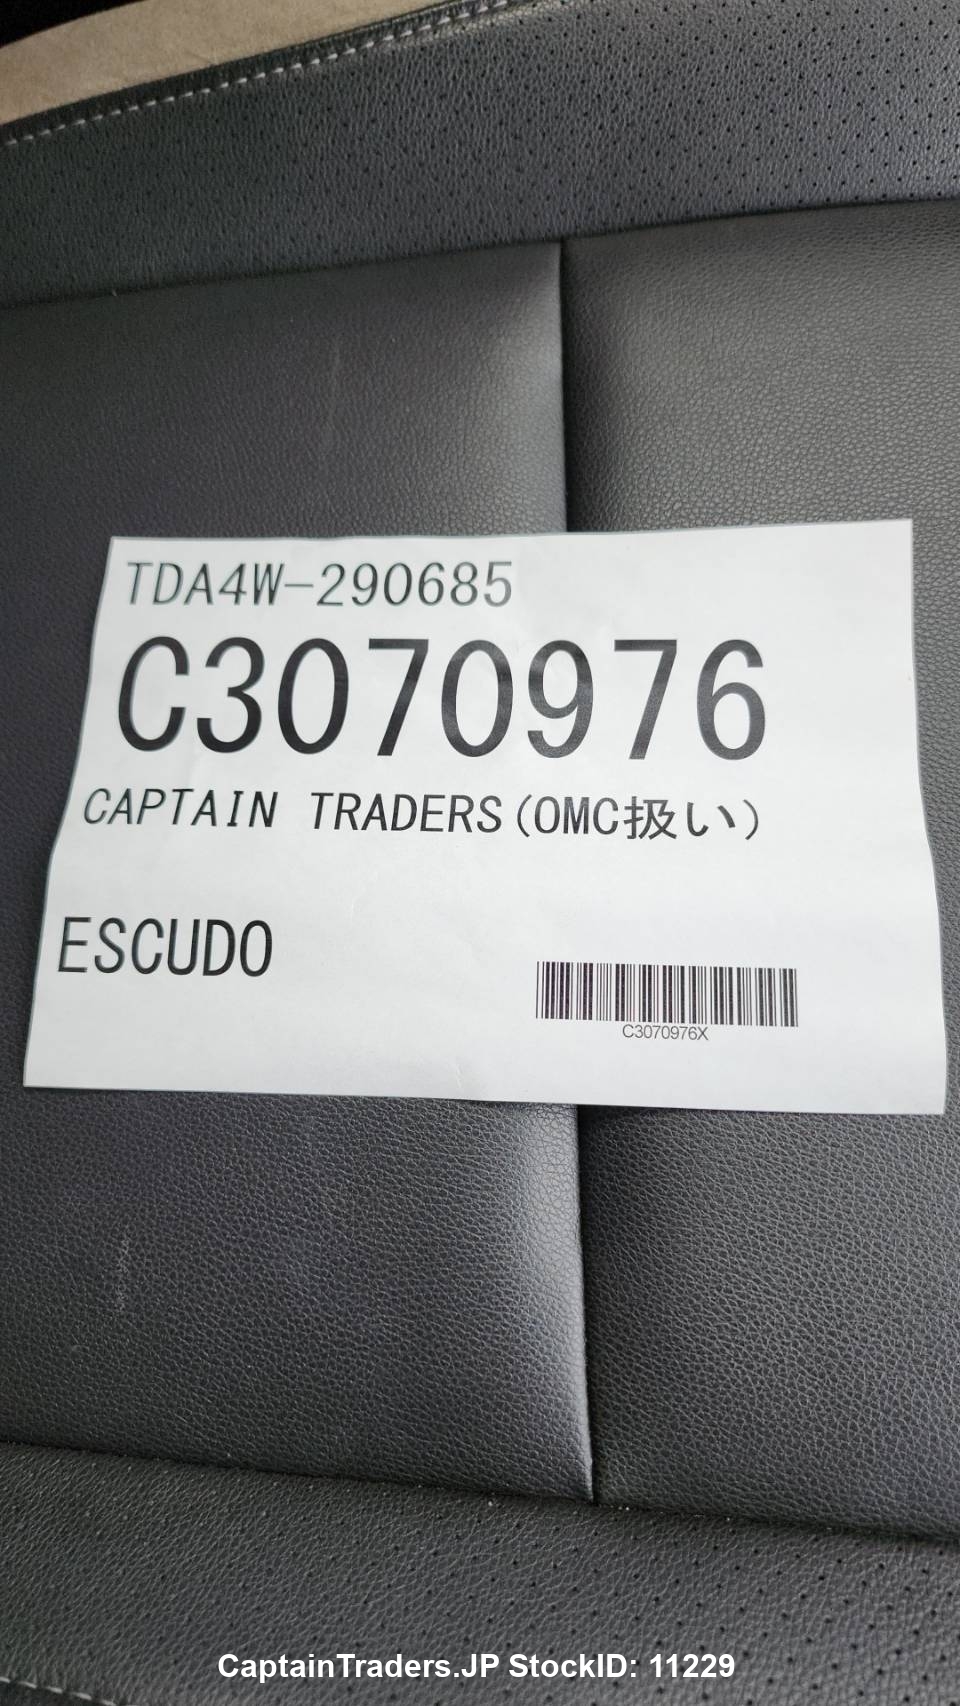 TDA4W-290685
C3070976
CAPTAIN TRADERS(OMC扱い)
ESCUDO
C3070976X
CaptainTraders.JP StockID: 11229